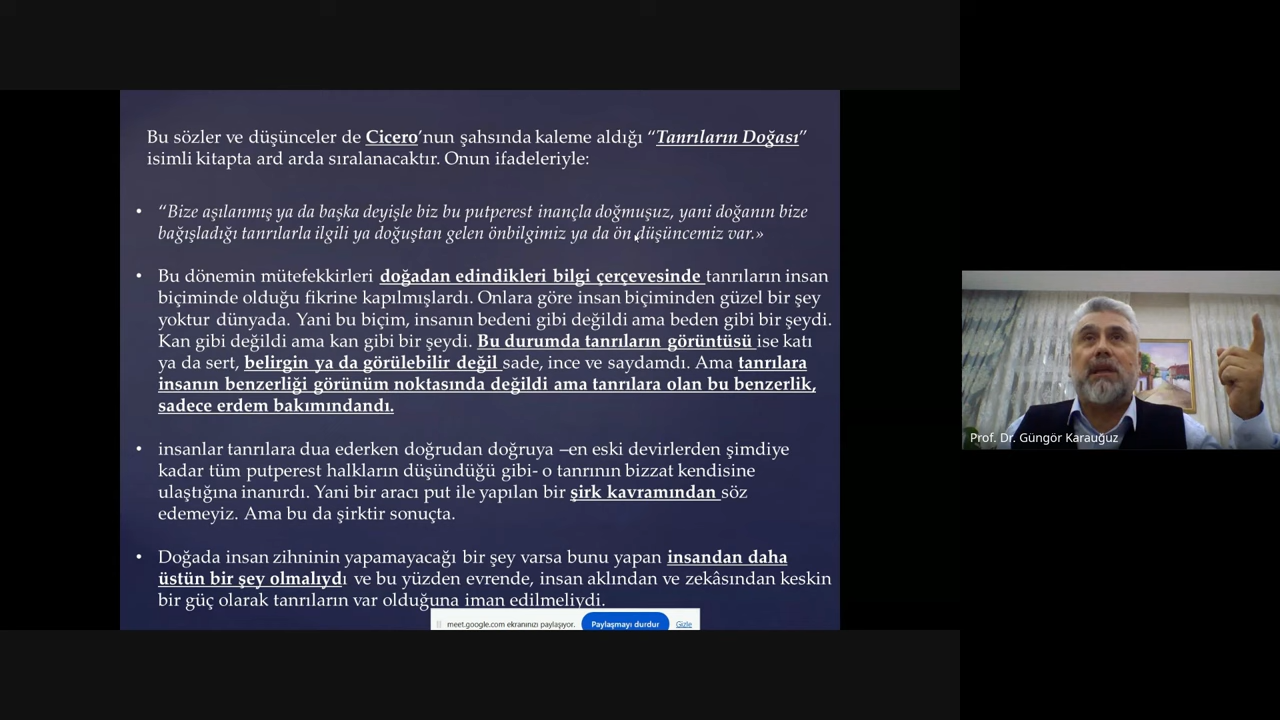 Bu sözler ve düşünceler de Cicero’nun şahsında kaleme aldığı “Tanrıların Doğası”
isimli kitapta ard arda sıralanacaktır. Onun ifadeleriyle:
• “Bize aşılanmış ya da başka deyişle biz bu putperest inançla doğmuşuz, yani doğanın bize
bağışladığı tanrılarla ilgili ya doğuştan gelen önbilgimiz ya da ön düşüncemiz var.»
• Bu dönemin mütefekkirleri doğadan edindikleri bilgi çerçevesinde tanrıların insan
biçiminde olduğu fikrine kapılmışlardı. Onlara göre insan biçiminden güzel bir şey
yoktur dünyada. Yani bu biçim, insanın bedeni gibi değildi ama beden gibi bir şeydi.
Kan gibi değildi ama kan gibi bir şeydi. Bu durumda tanrıların görüntüsü ise katı
ya da sert, belirgin ya da görülebilir değil sade, ince ve saydamdı. Ama tanrılara
insanın benzerliği görünüm noktasında değildi ama tanrılara olan bu benzerlik,
sadece erdem bakımındandı.
• insanlar tanrılara dua ederken doğrudan doğruya –en eski devirlerden şimdiye
kadar tüm putperest halkların düşündüğü gibi- o tanrının bizzat kendisine
ulaştığına inanırdı. Yani bir aracı put ile yapılan bir şirk kavramından söz
edemeyiz. Ama bu da şirktir sonuçta.
• Doğada insan zihninin yapamayacağı bir şey varsa bunu yapan insandan daha
üstün bir şey olmalıydı ve bu yüzden evrende, insan aklından ve zekâsından keskin
bir güç olarak tanrıların var olduğuna iman edilmeliydi.
meet.google.com ekranınızı paylaşıyor. Paylaşmayı durdur Gizle
Prof. Dr. Güngör Karauğuz